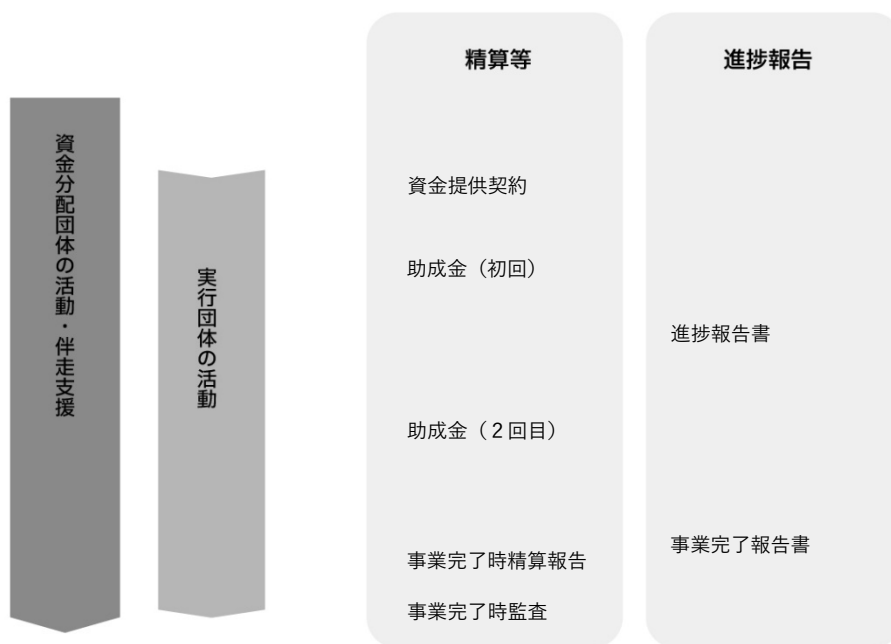 資金分配団体の活動・伴走支援
実行団体の活動
精算等
資金提供契約
助成金（初回）
助成金（２回目）
事業完了時精算報告
事業完了時監査
進捗報告
進捗報告書
事業完了報告書